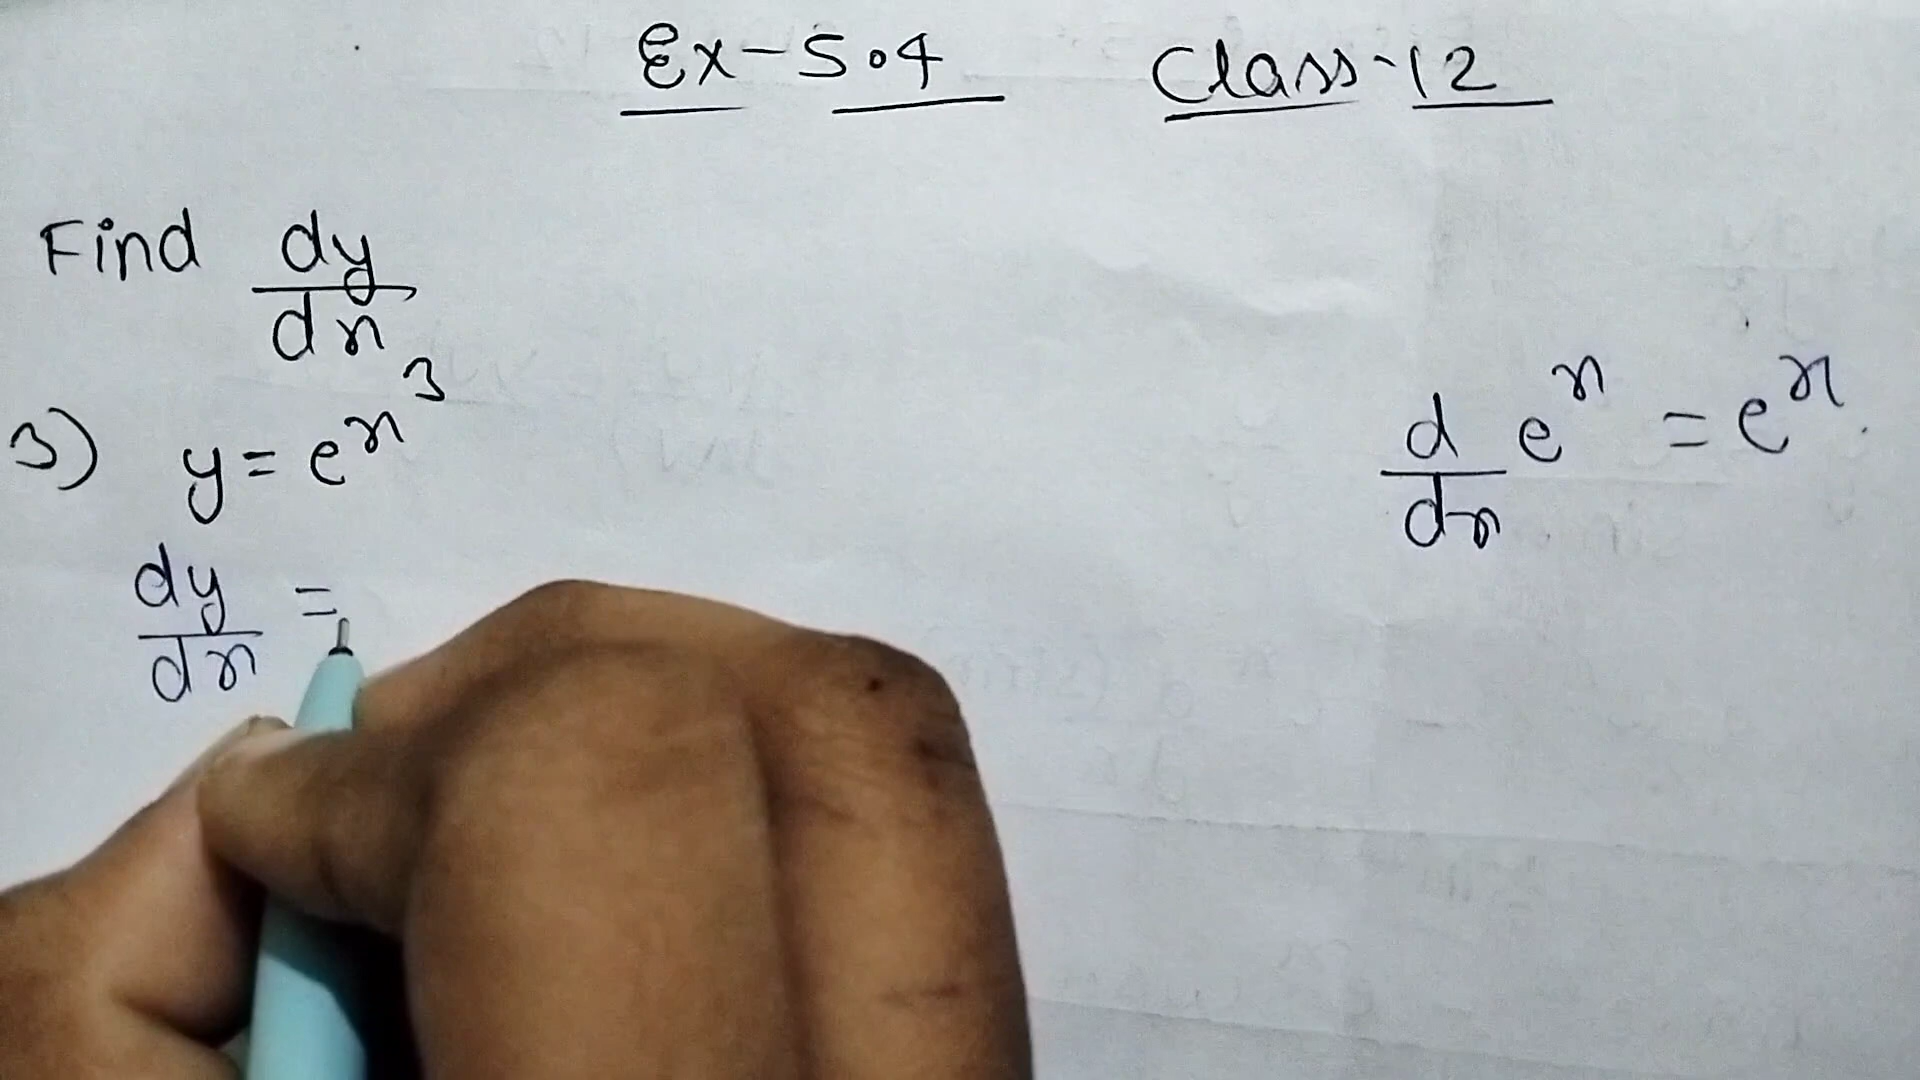 Ex-5.4 Class-12
Find dy/dx
3) y = e^x^3
d/dx e^x = e^x.
dy/dx =